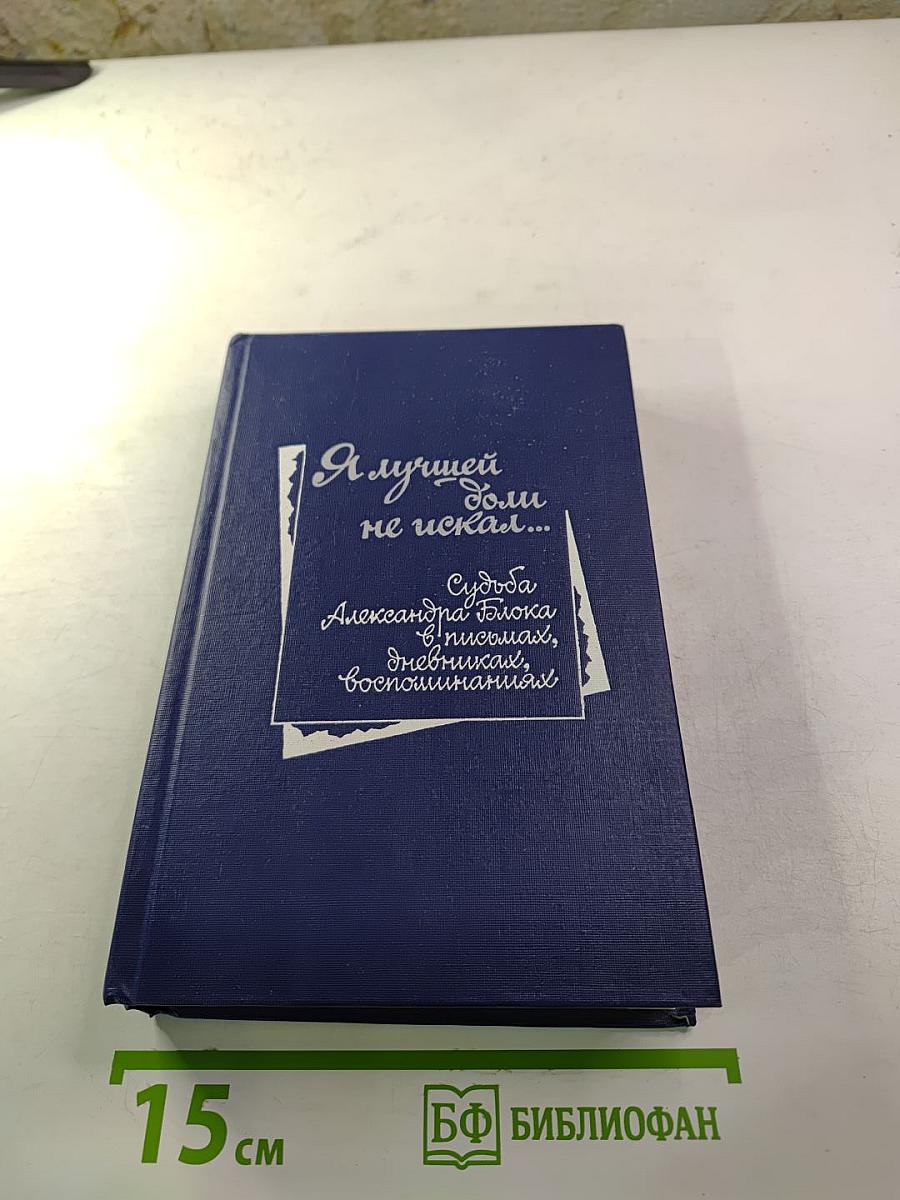 Я лучшей
доли
не искал...
Судьба
Александра Блока
в письмах,
дневниках,
воспоминаниях
15 см
БФ БИБЛИОФАН